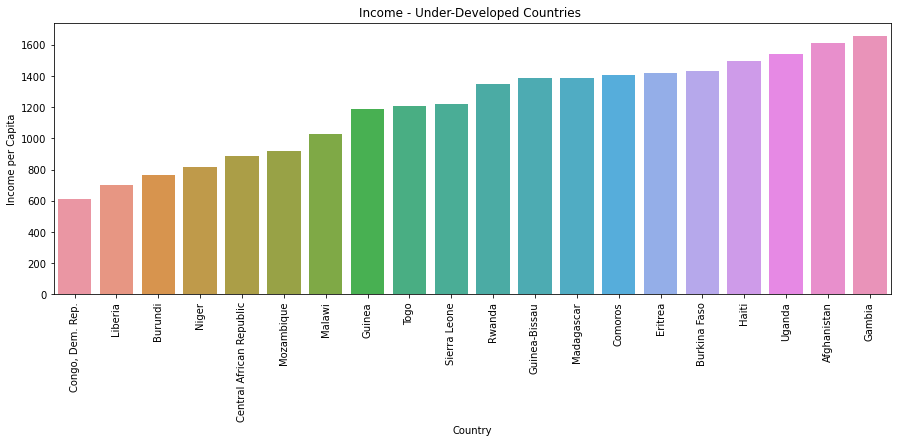 Income - Under-Developed Countries
Income per Capita
1600
1400
1200
1000
800
600
400
200
0
Congo, Dem. Rep.
Liberia
Burundi
Niger
Central African Republic
Mozambique
Malawi
Guinea
Togo
Sierra Leone
Rwanda
Guinea-Bissau
Madagascar
Comoros
Eritrea
Burkina Faso
Haiti
Uganda
Afghanistan
Gambia
Country